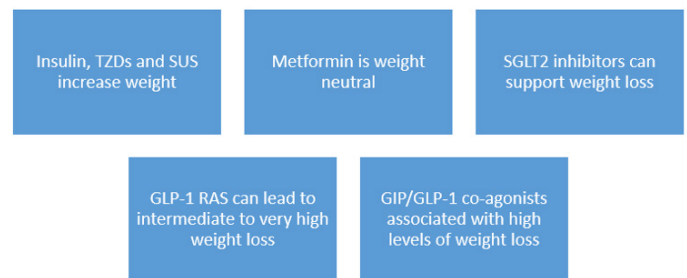 Insulin, TZDs and SUS
increase weight
Metformin is weight
neutral
SGLT2 inhibitors can
support weight loss
GLP-1 RAS can lead to
intermediate to very high
weight loss
GIP/GLP-1 co-agonists
associated with high
levels of weight loss